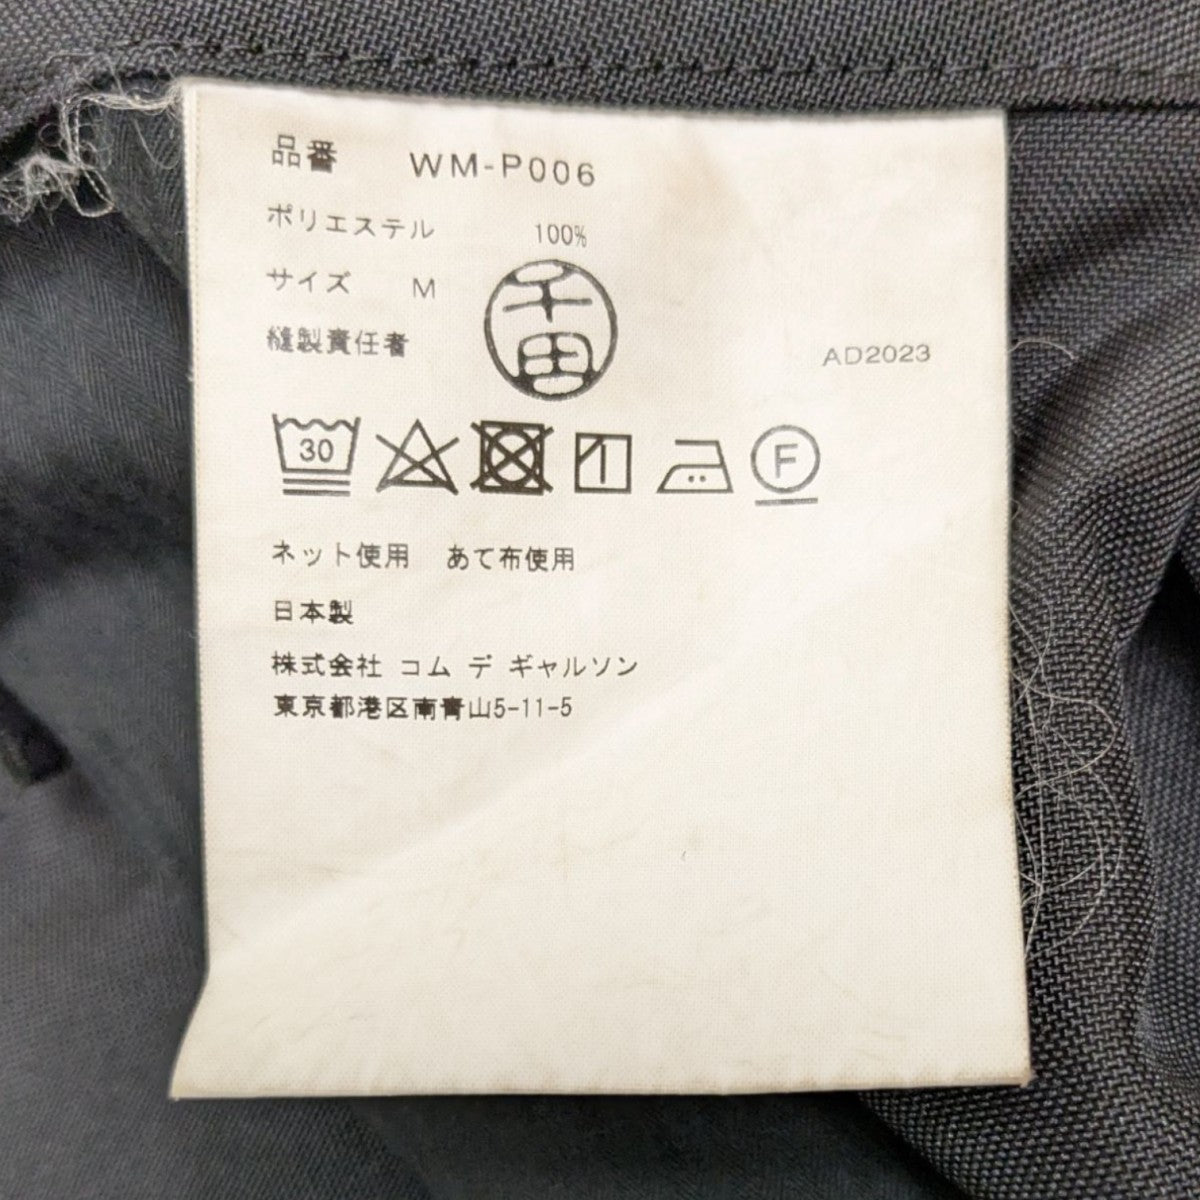 品番 WM-P006
ポリエステル 100%
サイズ M
縫製責任者 千田
AD2023
30 F
ネット使用 あて布使用
日本製
株式会社 コム デ ギャルソン
東京都港区南青山5-11-5